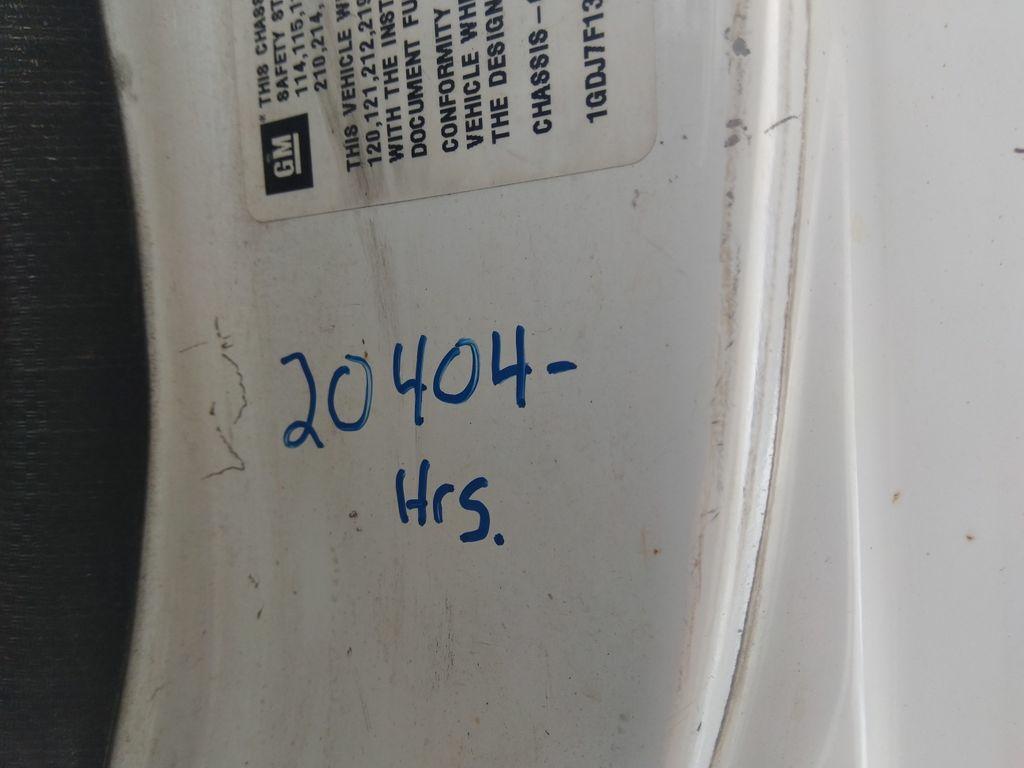 GM
THIS CHASS
SAFETY ST
114,115,1
210,214,
THIS VEHICLE W
120,121,212,219
WITH THE INST
DOCUMENT FU
CONFORMITY
VEHICLE WH
THE DESIGN
CHASSIS -
1GDJ7F13
20404-
Hrs.